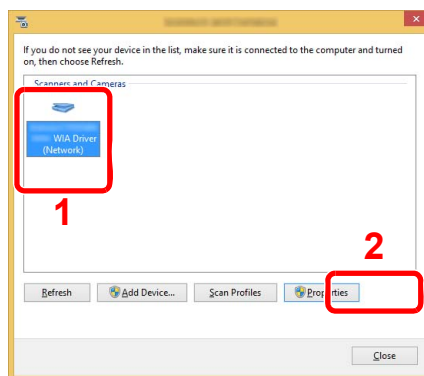 If you do not see your device in the list, make sure it is connected to the computer and turned
on, then choose Refresh.
Scanners and Cameras
WIA Driver
(Network)
1
2
Refresh
Add Device...
Scan Profiles
Properties
Close